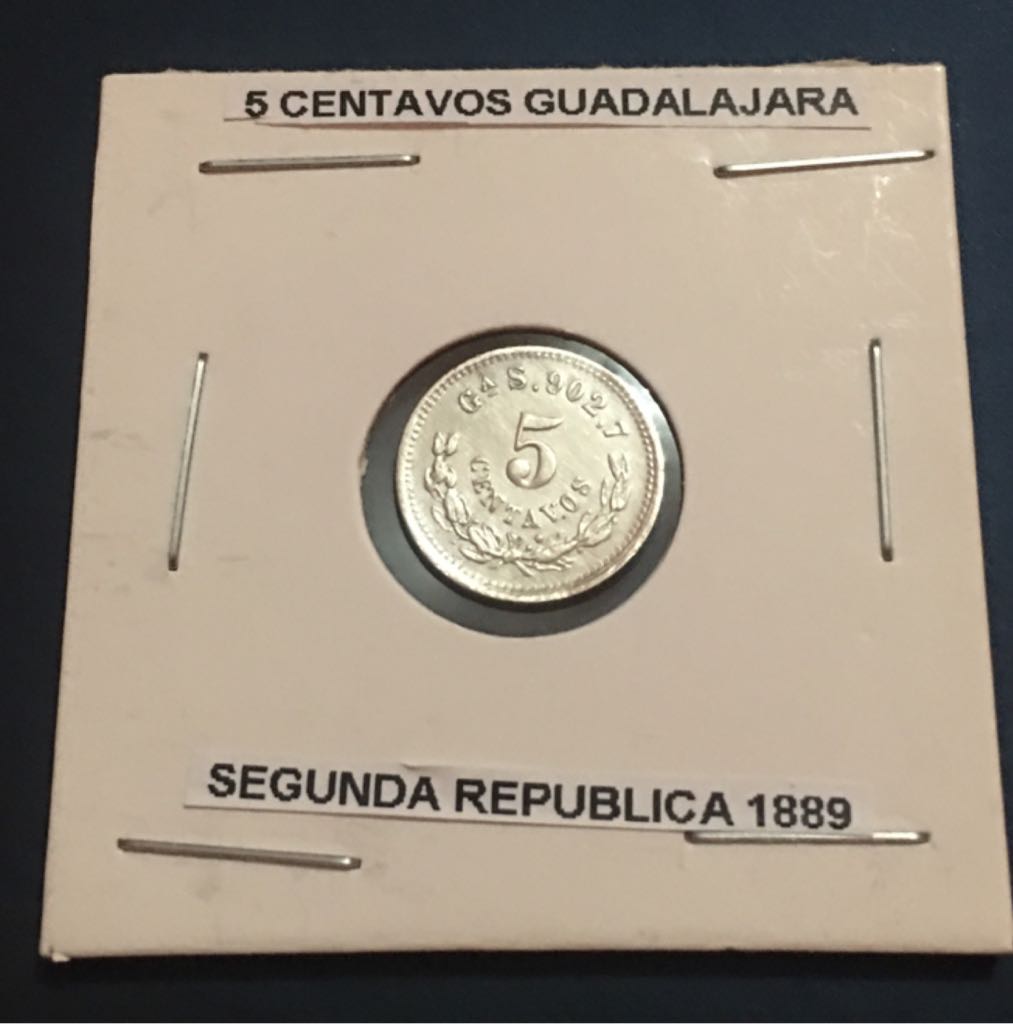 5 CENTAVOS GUADALAJARA
Gᴬ S. 902,7
5
CENTAVOS
SEGUNDA REPUBLICA 1889